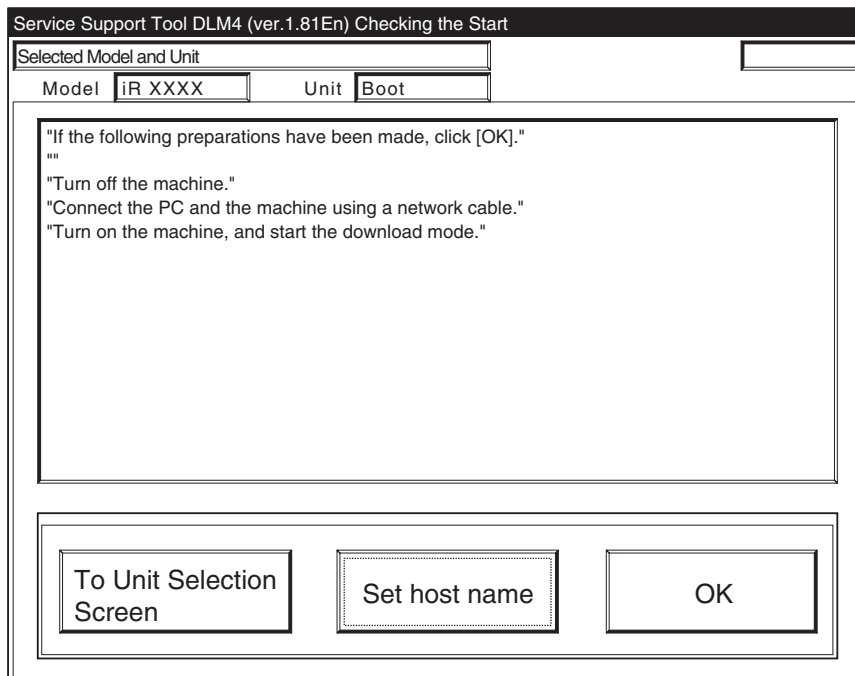 Service Support Tool DLM4 (ver.1.81En) Checking the Start
Selected Model and Unit
Model iR XXXX Unit Boot
"If the following preparations have been made, click [OK]."
""
"Turn off the machine."
"Connect the PC and the machine using a network cable."
"Turn on the machine, and start the download mode."
To Unit Selection
Screen
Set host name
OK